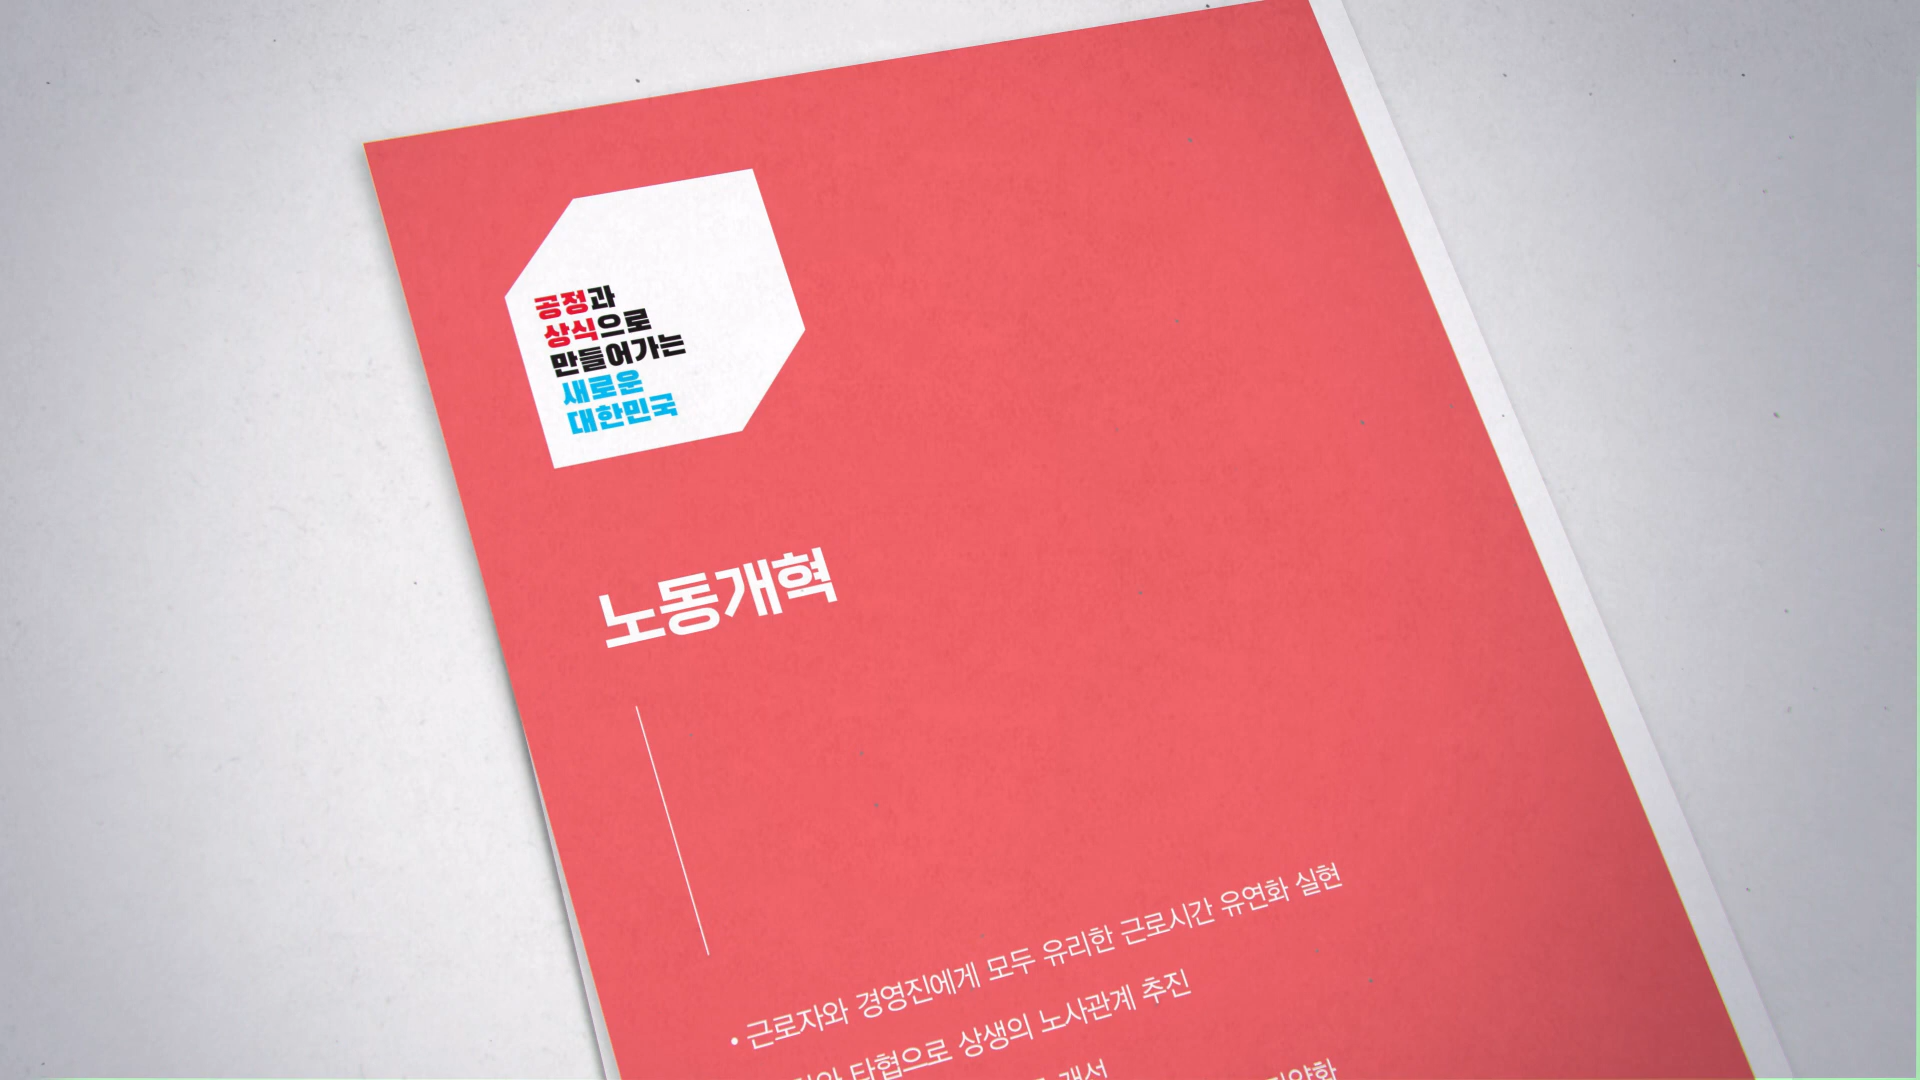 공정과
상식으로
만들어가는
새로운
대한민국
노동개혁
• 근로자와 경영진에게 모두 유리한 근로시간 유연화 실현
타협으로 상생의 노사관계 추진
개선